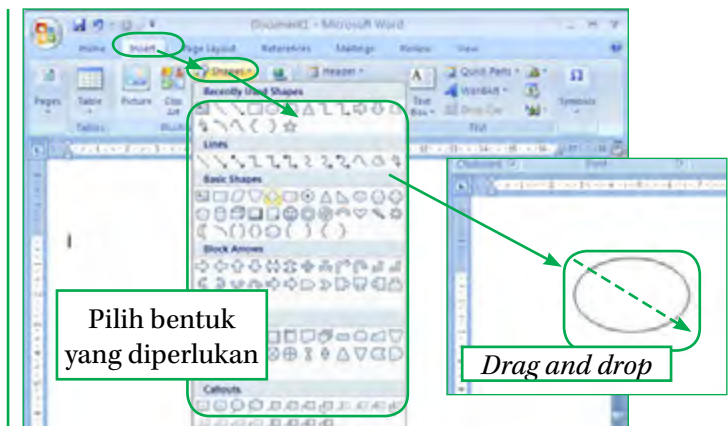 Document1 - Microsoft Word
Home Insert Page Layout References Mailings Review View
Shapes Header Quick Parts
Pages Table Picture Clip Art Text Box WordArt Drop Cap Symbols
Tables Text
Recently Used Shapes
Lines
Basic Shapes
Block Arrows
Callouts
Pilih bentuk
yang diperlukan
Drag and drop